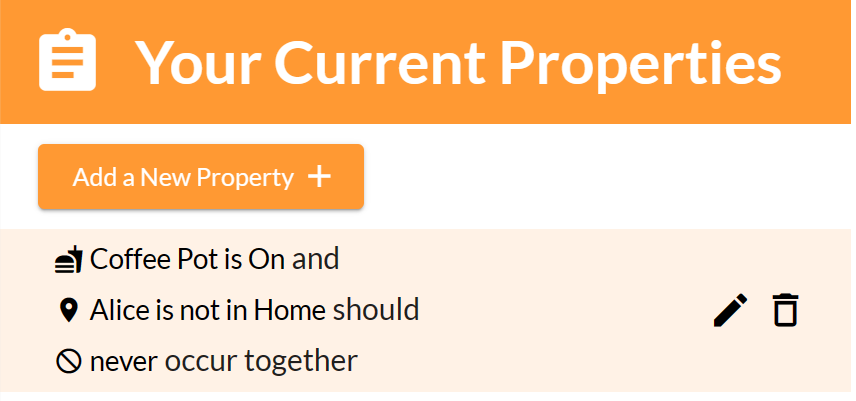 Your Current Properties
Add a New Property +
Coffee Pot is On and
Alice is not in Home should
never occur together